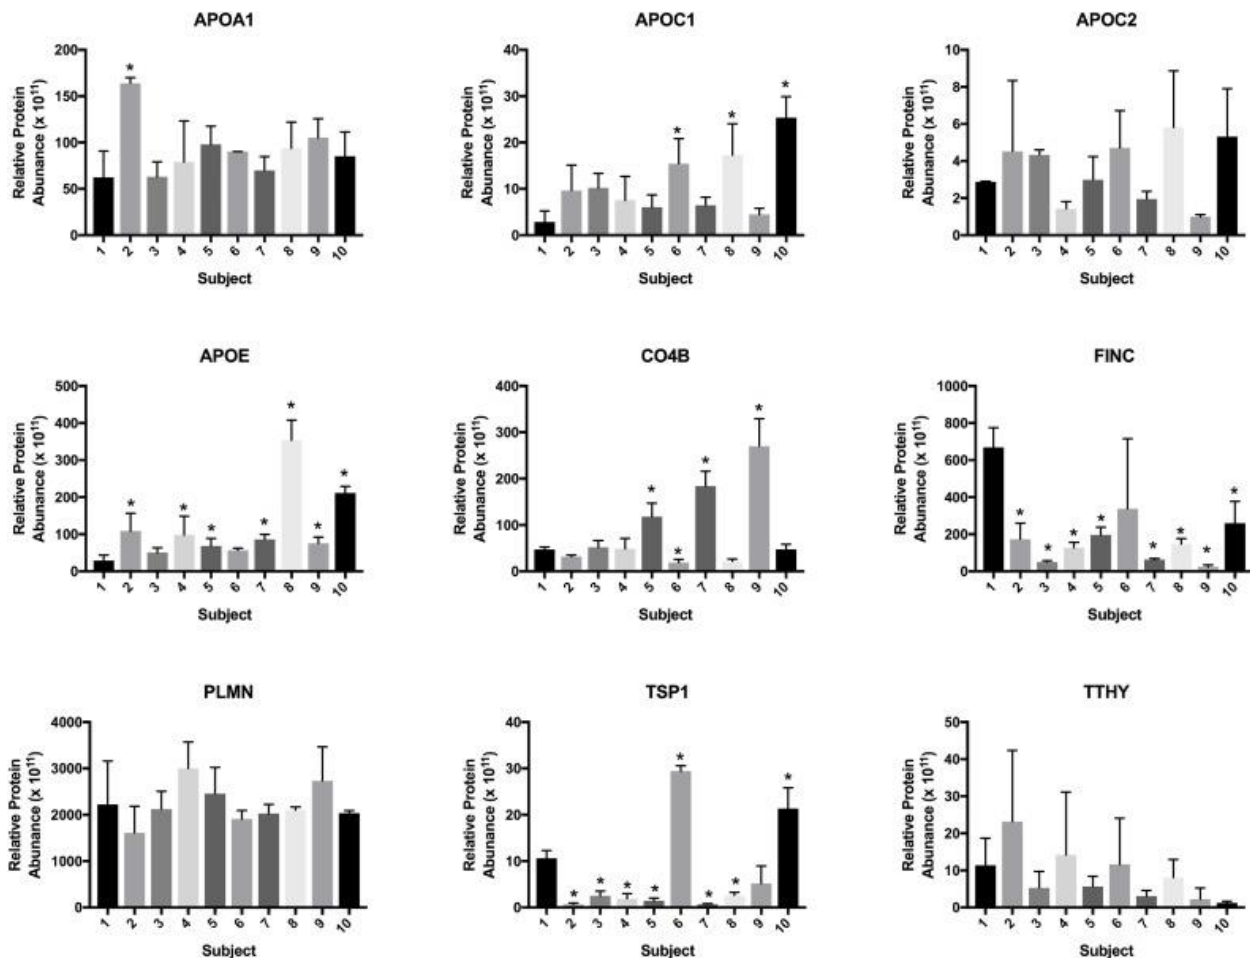 APOA1
Relative Protein
Abunance (x 10¹¹)
200
150
100
50
0
*
1 2 3 4 5 6 7 8 9 10
Subject
APOC1
Relative Protein
Abunance (x 10¹¹)
40
30
20
10
0
* * *
1 2 3 4 5 6 7 8 9 10
Subject
APOC2
Relative Protein
Abunance (x 10¹¹)
10
8
6
4
2
0
1 2 3 4 5 6 7 8 9 10
Subject
APOE
Relative Protein
Abunance (x 10¹¹)
500
400
300
200
100
0
* * * * * * *
1 2 3 4 5 6 7 8 9 10
Subject
CO4B
Relative Protein
Abunance (x 10¹¹)
400
300
200
100
0
* * * *
1 2 3 4 5 6 7 8 9 10
Subject
FINC
Relative Protein
Abunance (x 10¹¹)
1000
800
600
400
200
0
* * * * * * * *
1 2 3 4 5 6 7 8 9 10
Subject
PLMN
Relative Protein
Abunance (x 10¹¹)
4000
3000
2000
1000
0
1 2 3 4 5 6 7 8 9 10
Subject
TSP1
Relative Protein
Abunance (x 10¹¹)
40
30
20
10
0
* * * * * * * *
1 2 3 4 5 6 7 8 9 10
Subject
TTHY
Relative Protein
Abunance (x 10¹¹)
50
40
30
20
10
0
1 2 3 4 5 6 7 8 9 10
Subject